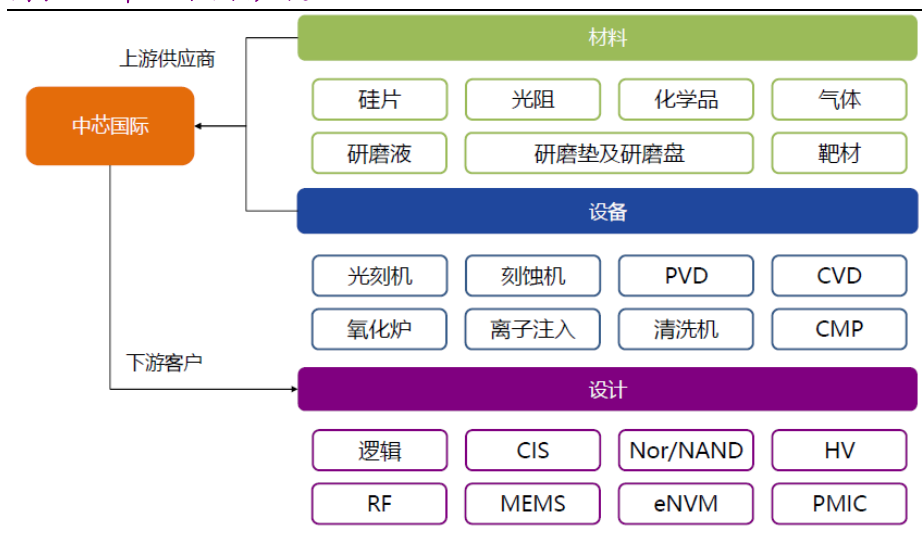 材料
上游供应商
硅片 光阻 化学品 气体
中芯国际
研磨液 研磨垫及研磨盘 靶材
设备
光刻机 刻蚀机 PVD CVD
氧化炉 离子注入 清洗机 CMP
下游客户
设计
逻辑 CIS Nor/NAND HV
RF MEMS eNVM PMIC